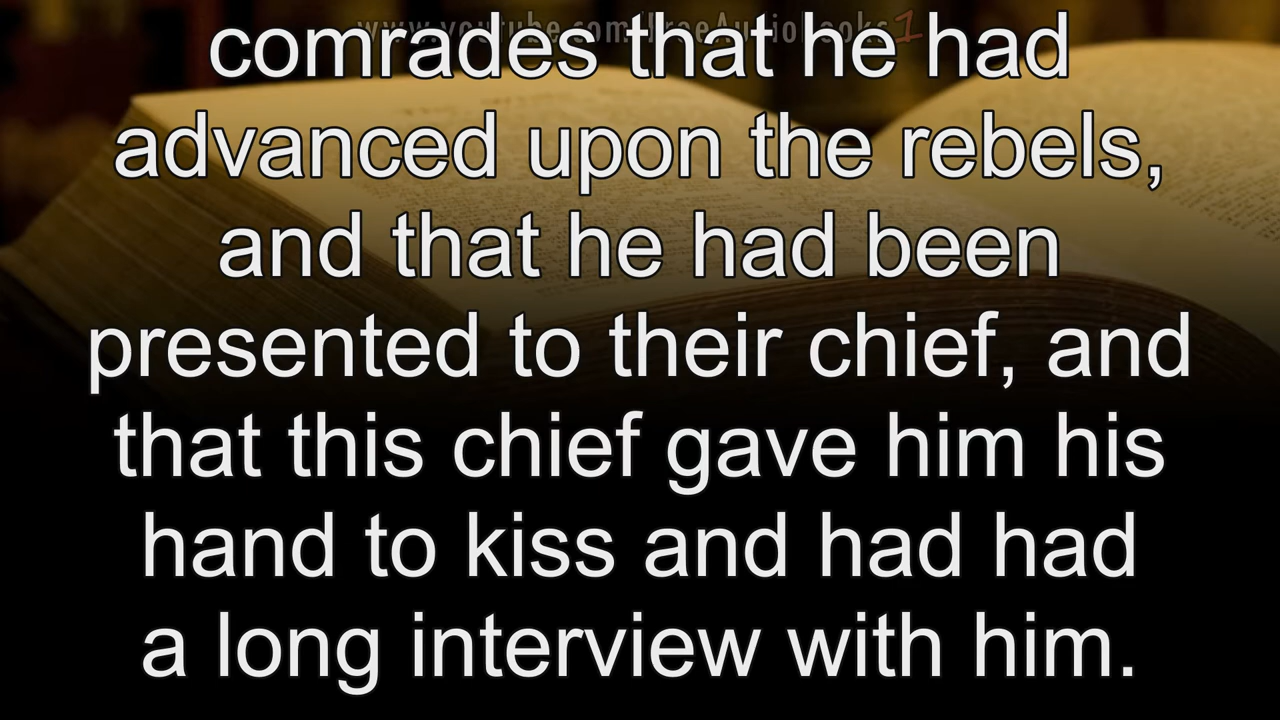 comrades that he had
advanced upon the rebels,
and that he had been
presented to their chief, and
that this chief gave him his
hand to kiss and had had
a long interview with him.